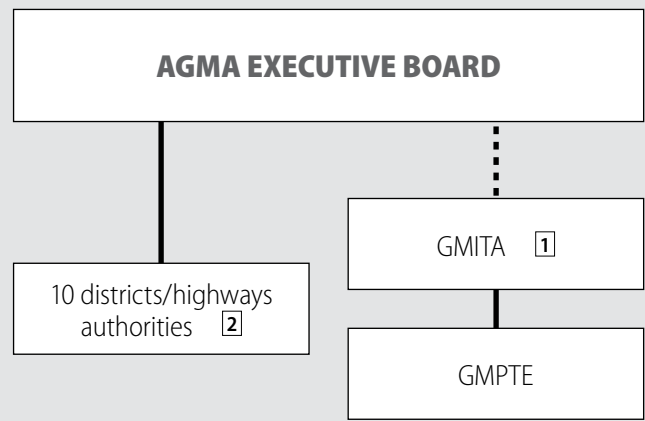 AGMA EXECUTIVE BOARD
GMITA 1
10 districts/highways
authorities 2
GMPTE